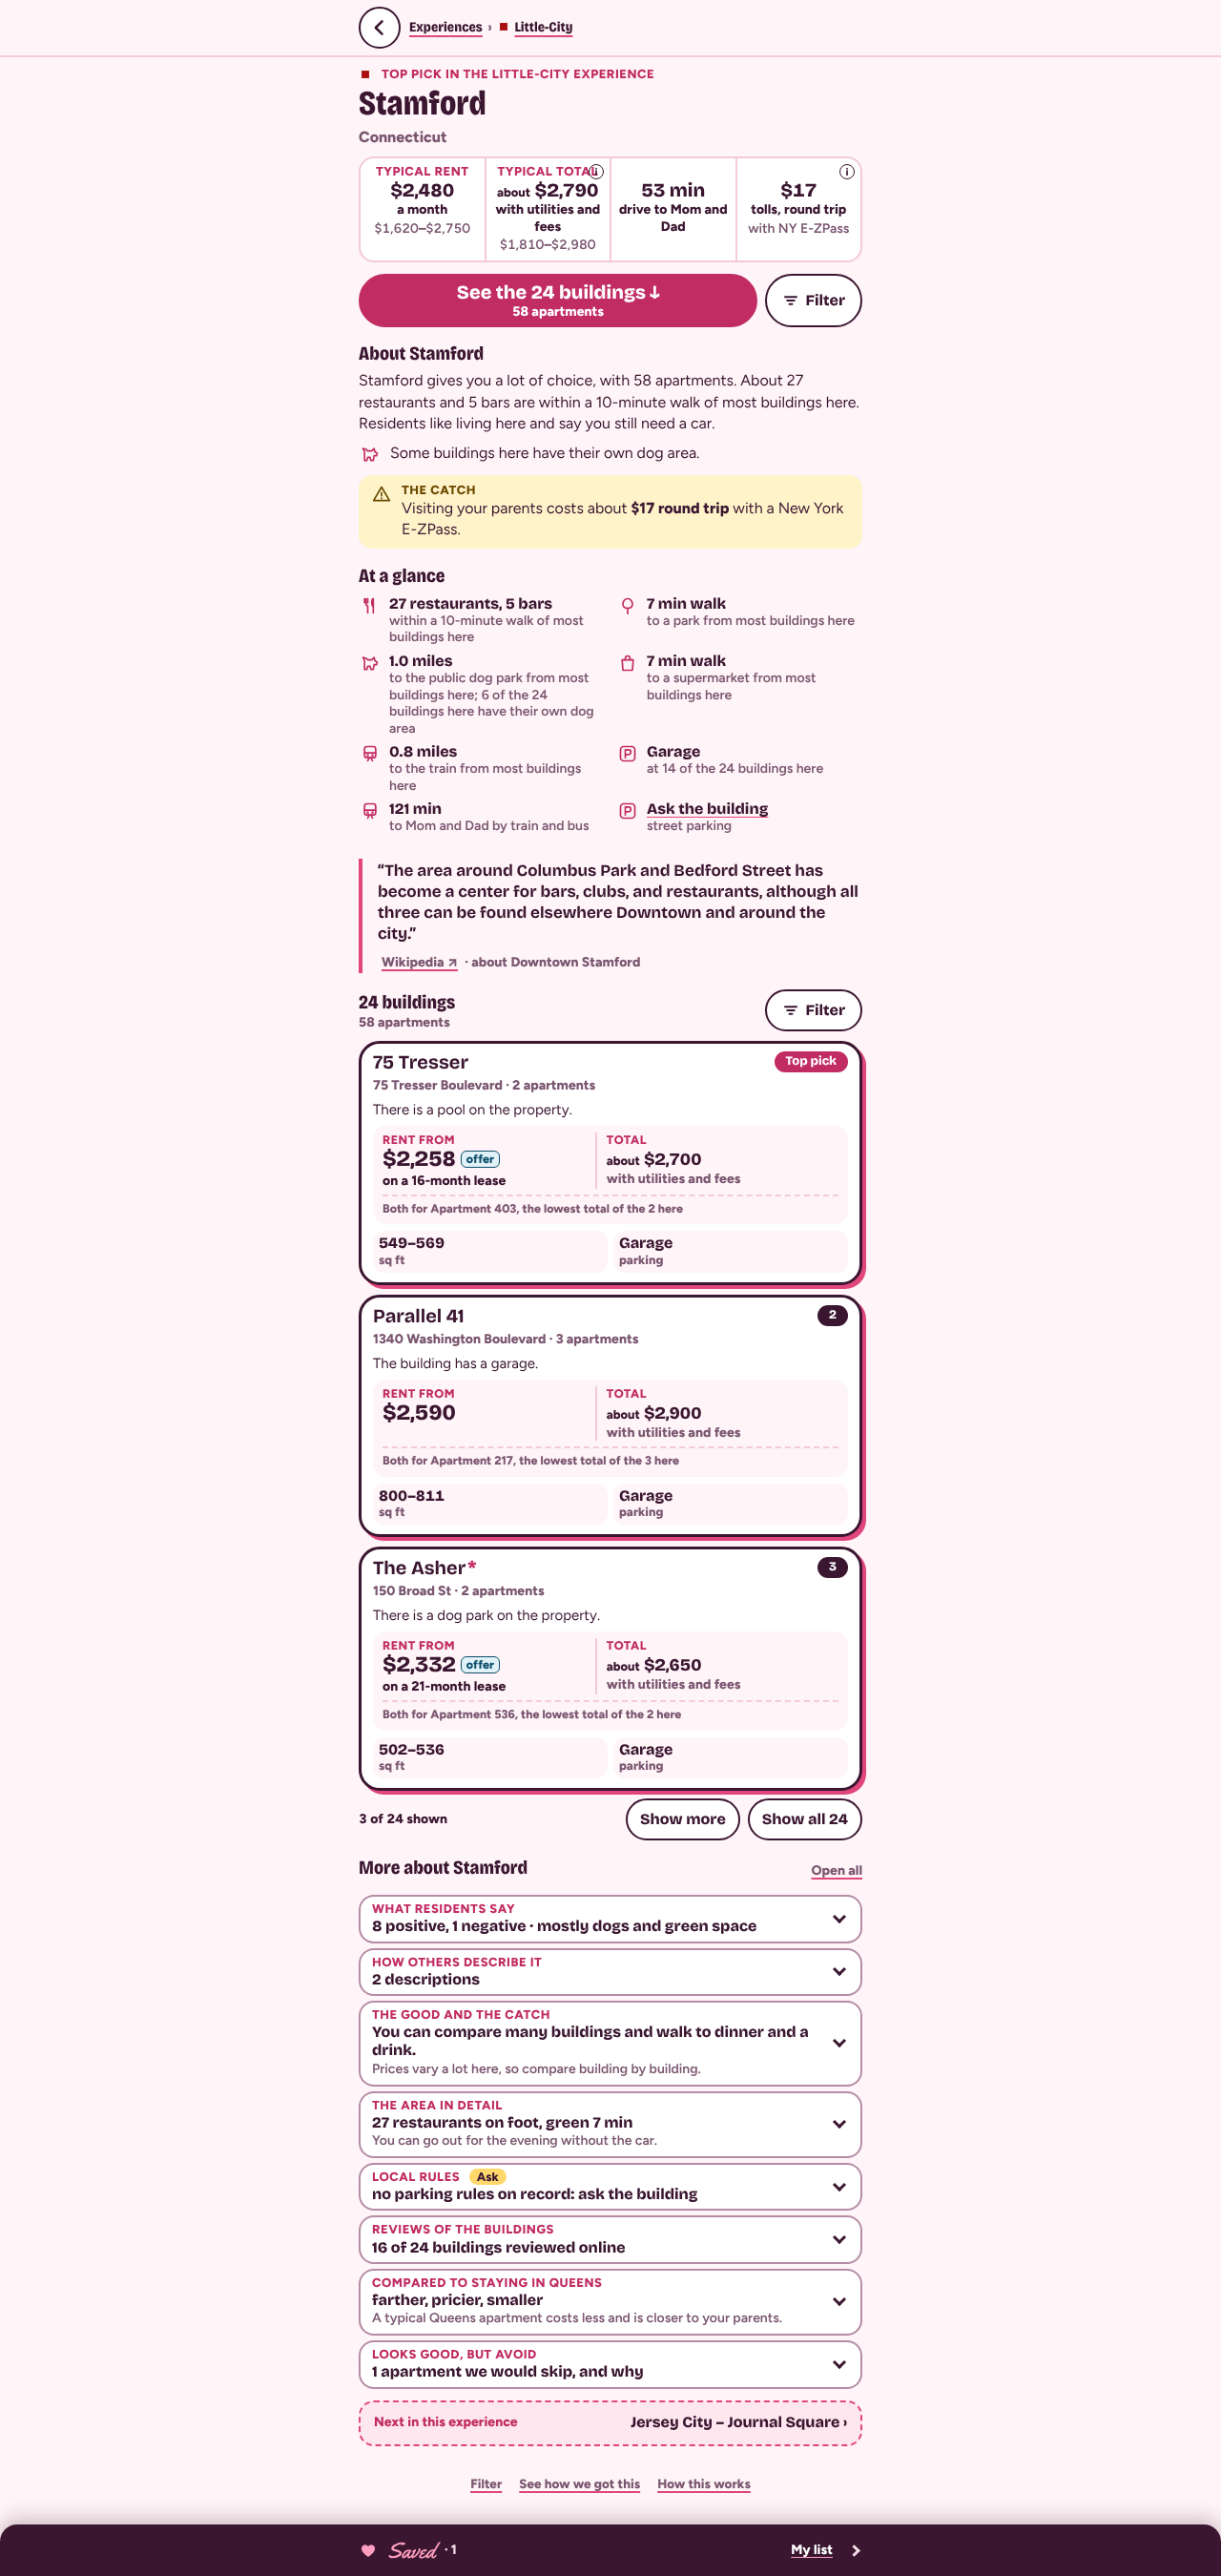 Experiences › Little-City
TOP PICK IN THE LITTLE-CITY EXPERIENCE
Stamford
Connecticut
TYPICAL RENT
$2,480
a month
$1,620–$2,750
TYPICAL TOTAL
about $2,790
with utilities and
fees
$1,810–$2,980
53 min
drive to Mom and
Dad
$17
tolls, round trip
with NY E-ZPass
See the 24 buildings ↓
58 apartments
Filter
About Stamford
Stamford gives you a lot of choice, with 58 apartments. About 27
restaurants and 5 bars are within a 10-minute walk of most buildings here.
Residents like living here and say you still need a car.
Some buildings here have their own dog area.
THE CATCH
Visiting your parents costs about $17 round trip with a New York
E-ZPass.
At a glance
27 restaurants, 5 bars
within a 10-minute walk of most
buildings here
7 min walk
to a park from most buildings here
1.0 miles
to the public dog park from most
buildings here; 6 of the 24
buildings here have their own dog
area
7 min walk
to a supermarket from most
buildings here
0.8 miles
to the train from most buildings
here
Garage
at 14 of the 24 buildings here
121 min
to Mom and Dad by train and bus
Ask the building
street parking
“The area around Columbus Park and Bedford Street has
become a center for bars, clubs, and restaurants, although all
three can be found elsewhere Downtown and around the
city.”
Wikipedia ↗ · about Downtown Stamford
24 buildings
58 apartments
Filter
75 Tresser
Top pick
75 Tresser Boulevard · 2 apartments
There is a pool on the property.
RENT FROM
$2,258 offer
on a 16-month lease
TOTAL
about $2,700
with utilities and fees
Both for Apartment 403, the lowest total of the 2 here
549–569
sq ft
Garage
parking
Parallel 41
2
1340 Washington Boulevard · 3 apartments
The building has a garage.
RENT FROM
$2,590
TOTAL
about $2,900
with utilities and fees
Both for Apartment 217, the lowest total of the 3 here
800–811
sq ft
Garage
parking
The Asher*
3
150 Broad St · 2 apartments
There is a dog park on the property.
RENT FROM
$2,332 offer
on a 21-month lease
TOTAL
about $2,650
with utilities and fees
Both for Apartment 536, the lowest total of the 2 here
502–536
sq ft
Garage
parking
3 of 24 shown
Show more
Show all 24
More about Stamford
Open all
WHAT RESIDENTS SAY
8 positive, 1 negative · mostly dogs and green space
HOW OTHERS DESCRIBE IT
2 descriptions
THE GOOD AND THE CATCH
You can compare many buildings and walk to dinner and a
drink.
Prices vary a lot here, so compare building by building.
THE AREA IN DETAIL
27 restaurants on foot, green 7 min
You can go out for the evening without the car.
LOCAL RULES Ask
no parking rules on record: ask the building
REVIEWS OF THE BUILDINGS
16 of 24 buildings reviewed online
COMPARED TO STAYING IN QUEENS
farther, pricier, smaller
A typical Queens apartment costs less and is closer to your parents.
LOOKS GOOD, BUT AVOID
1 apartment we would skip, and why
Next in this experience
Jersey City – Journal Square ›
Filter
See how we got this
How this works
Saved · 1
My list